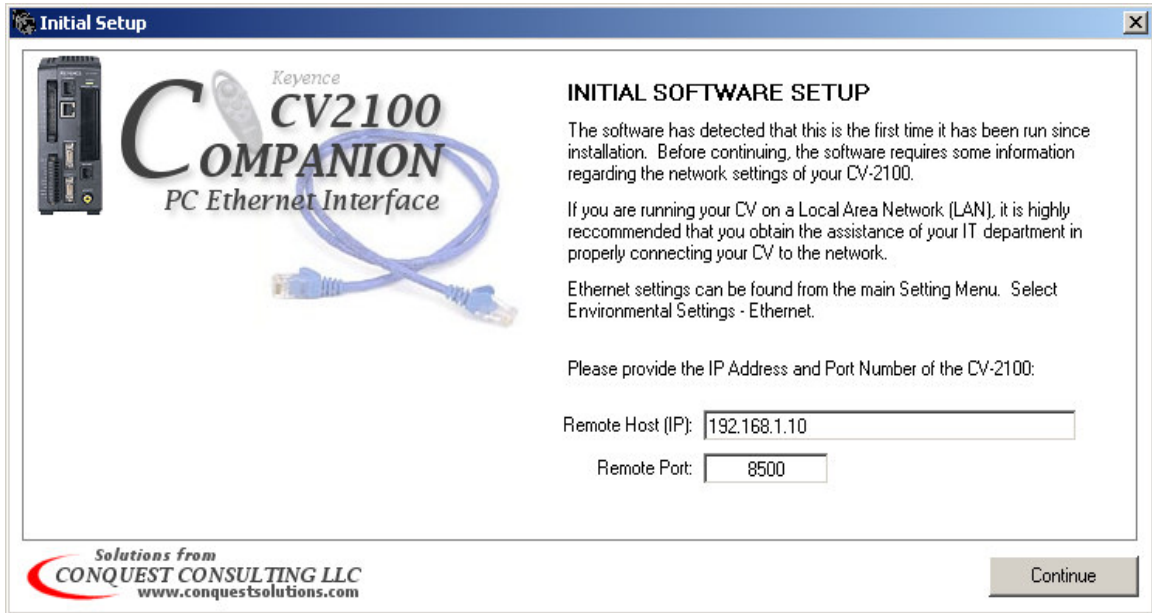 Initial Setup
Keyence
CV2100
COMPANION
PC Ethernet Interface
INITIAL SOFTWARE SETUP
The software has detected that this is the first time it has been run since
installation. Before continuing, the software requires some information
regarding the network settings of your CV-2100.
If you are running your CV on a Local Area Network (LAN), it is highly
reccommended that you obtain the assistance of your IT department in
properly connecting your CV to the network.
Ethernet settings can be found from the main Setting Menu. Select
Environmental Settings - Ethernet.
Please provide the IP Address and Port Number of the CV-2100:
Remote Host (IP): 192.168.1.10
Remote Port: 8500
Solutions from
CONQUEST CONSULTING LLC
www.conquestsolutions.com
Continue